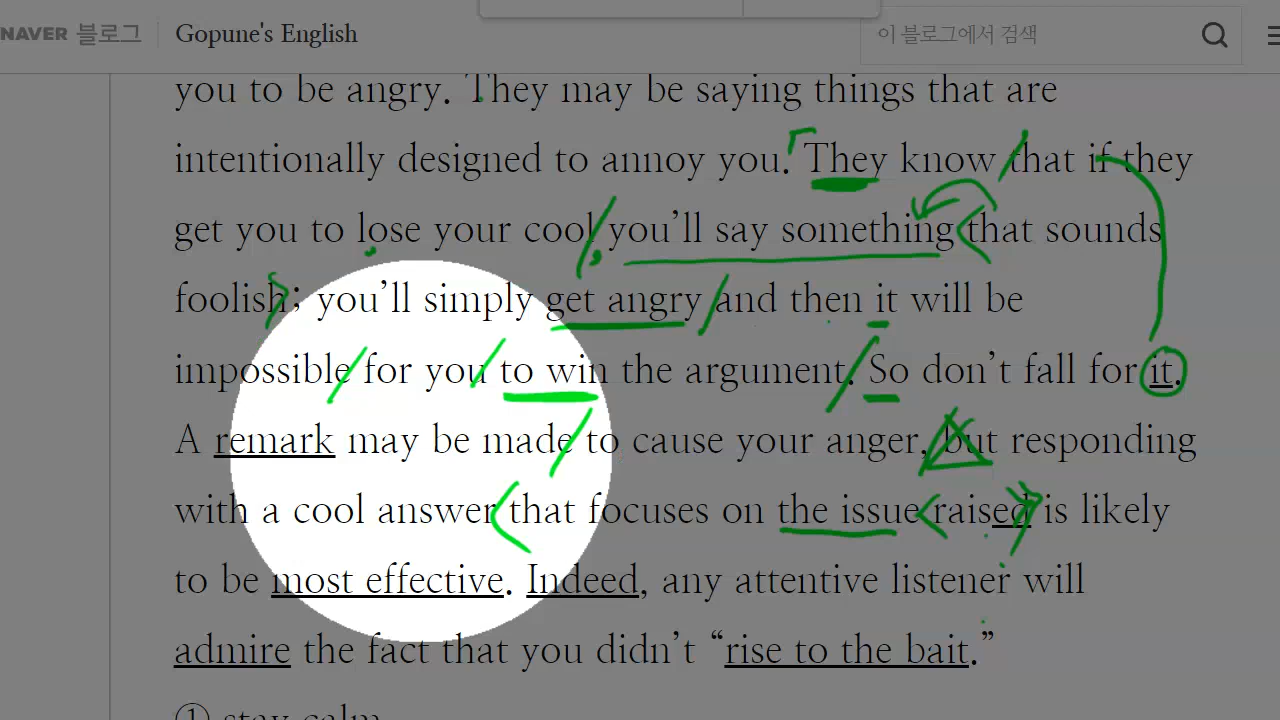 NAVER 블로그 Gopune's English 이 블로그에서 검색
you to be angry. They may be saying things that are
intentionally designed to annoy you. They know that if they
get you to lose your cool you’ll say something that sounds
foolish; you’ll simply get angry and then it will be
impossible for you to win the argument. So don’t fall for it.
A remark may be made to cause your anger, but responding
with a cool answer that focuses on the issue raised is likely
to be most effective. Indeed, any attentive listener will
admire the fact that you didn’t “rise to the bait.”
① stay calm